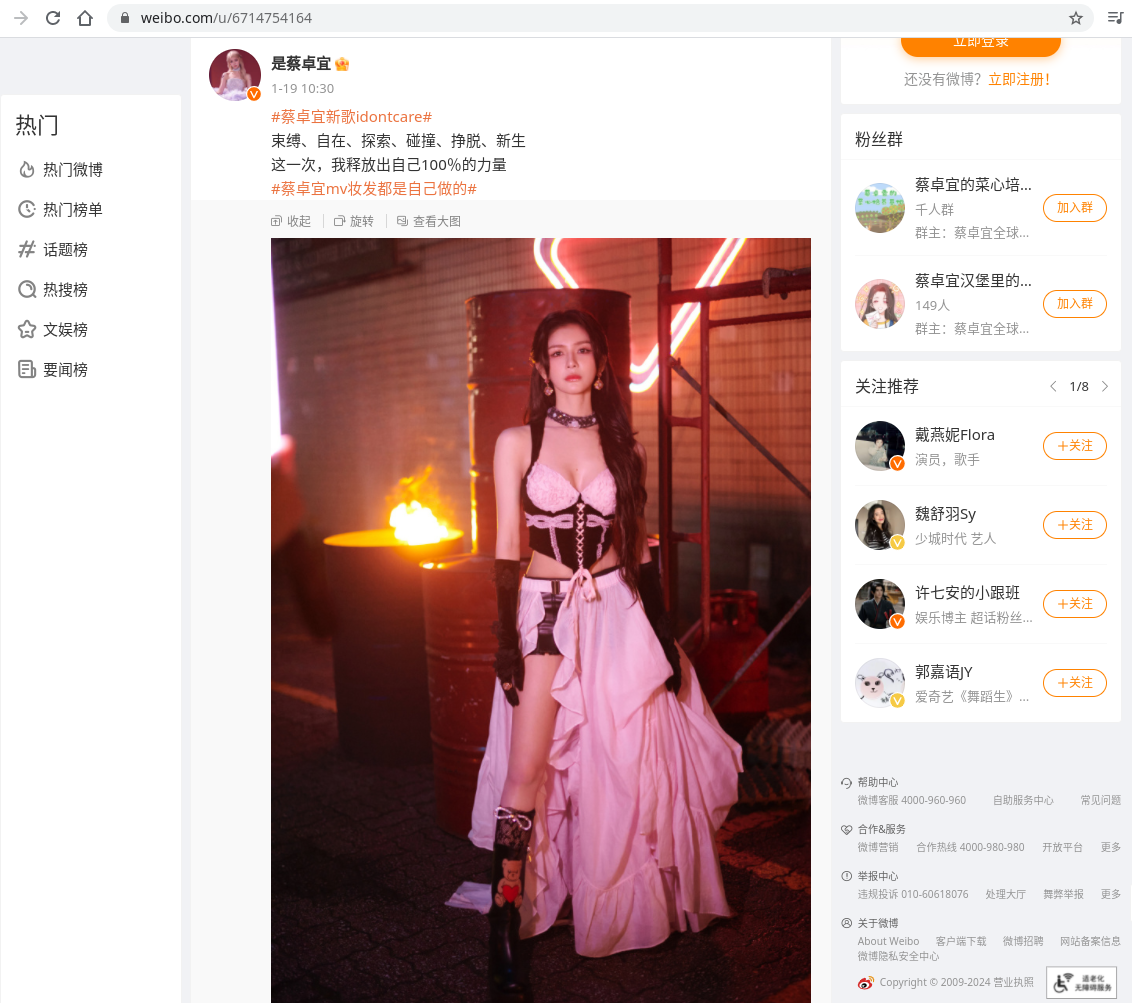 weibo.com/u/6714754164
热门
热门微博
热门榜单
话题榜
热搜榜
文娱榜
要闻榜
是蔡卓宜
1-19 10:30
#蔡卓宜新歌idontcare#
束缚、自在、探索、碰撞、挣脱、新生
这一次，我释放出自己100%的力量
#蔡卓宜mv妆发都是自己做的#
收起 旋转 查看大图
立即登录
还没有微博？立即注册!
粉丝群
蔡卓宜的菜心培...
千人群
群主：蔡卓宜全球...
加入群
蔡卓宜汉堡里的...
149人
群主：蔡卓宜全球...
加入群
关注推荐 1/8
戴燕妮Flora
演员，歌手
+关注
魏舒羽Sy
少城时代 艺人
+关注
许七安的小跟班
娱乐博主 超话粉丝...
+关注
郭嘉语JY
爱奇艺《舞蹈生》...
+关注
帮助中心
微博客服 4000-960-960 自助服务中心 常见问题
合作&服务
微博营销 合作热线 4000-980-980 开放平台 更多
举报中心
违规投诉 010-60618076 处理大厅 舞弊举报 更多
关于微博
About Weibo 客户端下载 微博招聘 网站备案信息
微博隐私安全中心
Copyright © 2009-2024 营业执照
适老化
无障碍服务